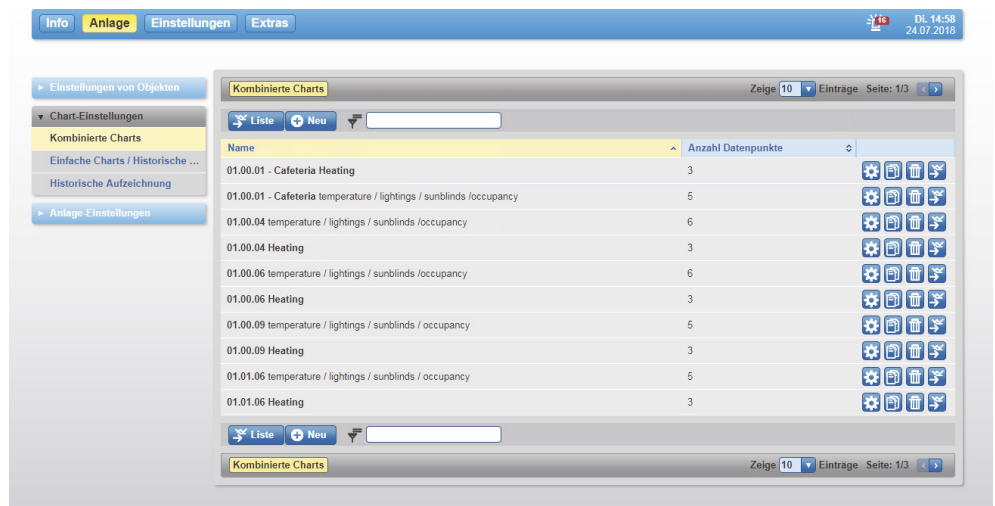 Info Anlage Einstellungen Extras 16 Di. 14:58
24.07.2018
Einstellungen von Objekten
Chart-Einstellungen
Kombinierte Charts
Einfache Charts / Historische ...
Historische Aufzeichnung
Anlage-Einstellungen
Kombinierte Charts Zeige 10 Einträge Seite: 1/3
Liste Neu
Name Anzahl Datenpunkte
01.00.01 - Cafeteria Heating 3
01.00.01 - Cafeteria temperature / lightings / sunblinds /occupancy 5
01.00.04 temperature / lightings / sunblinds /occupancy 6
01.00.04 Heating 3
01.00.06 temperature / lightings / sunblinds /occupancy 6
01.00.06 Heating 3
01.00.09 temperature / lightings / sunblinds / occupancy 5
01.00.09 Heating 3
01.01.06 temperature / lightings / sunblinds / occupancy 5
01.01.06 Heating 3
Liste Neu
Kombinierte Charts Zeige 10 Einträge Seite: 1/3